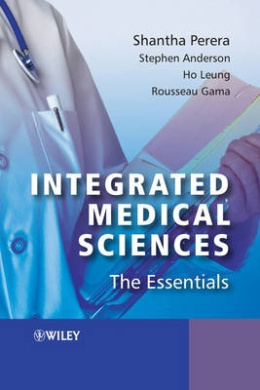 Shantha Perera
Stephen Anderson
Ho Leung
Rousseau Gama
INTEGRATED
MEDICAL
SCIENCES
The Essentials
WILEY